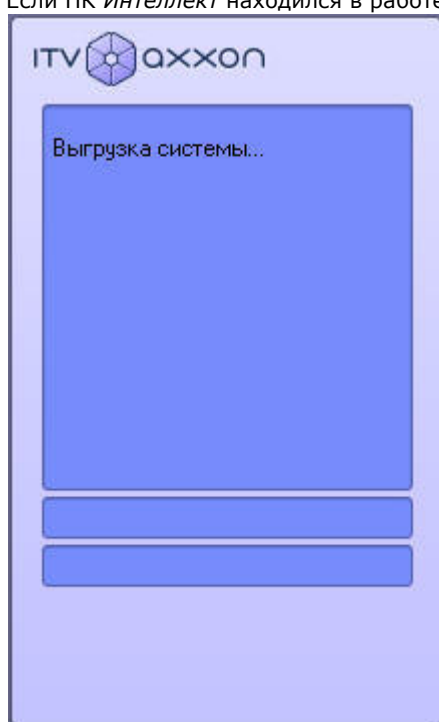 Если ПК Интеллект находился в работе
ITV axxon
Выгрузка системы...